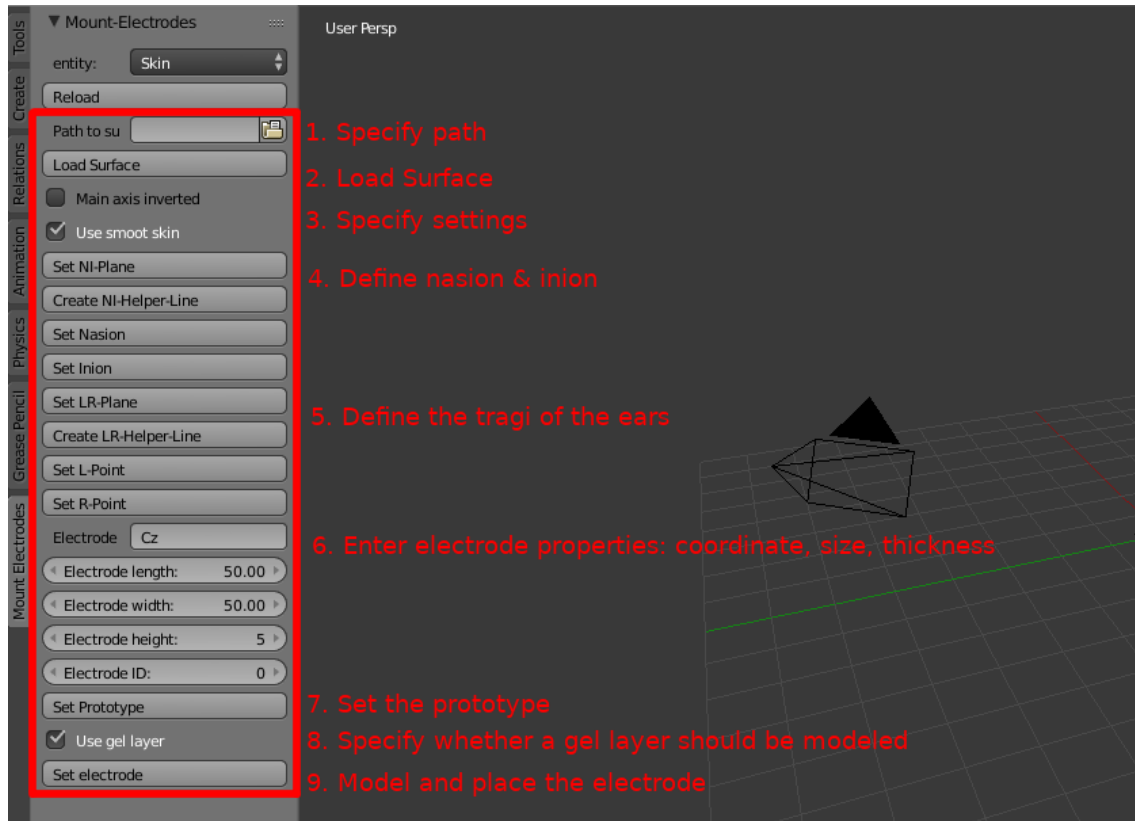 Tools
Create
Relations
Animation
Physics
Grease Pencil
Mount Electrodes
Mount-Electrodes
User Persp
entity: Skin
Reload
Path to su
1. Specify path
Load Surface
2. Load Surface
Main axis inverted
Use smoot skin
3. Specify settings
Set NI-Plane
4. Define nasion & inion
Create NI-Helper-Line
Set Nasion
Set Inion
Set LR-Plane
5. Define the tragi of the ears
Create LR-Helper-Line
Set L-Point
Set R-Point
Electrode Cz
6. Enter electrode properties: coordinate, size, thickness
Electrode length: 50.00
Electrode width: 50.00
Electrode height: 5
Electrode ID: 0
Set Prototype
7. Set the prototype
Use gel layer
8. Specify whether a gel layer should be modeled
Set electrode
9. Model and place the electrode